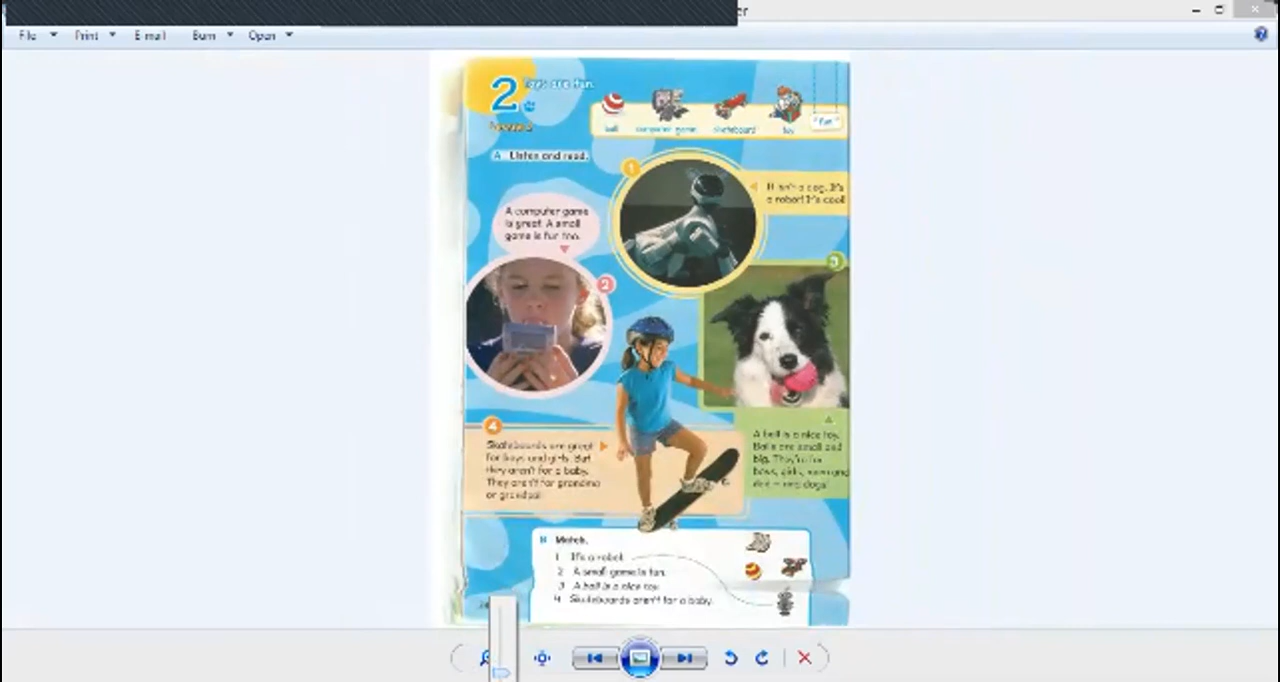 File Print E-mail Burn Open
2 Toys are fun.
ball computer game skateboard toy
A Listen and read.
1
It isn't a dog. It's
a robot! It's cool!
A computer game
is great. A small
game is fun too.
2
3
4
Skateboards are great
for boys and girls. But
they aren't for a baby.
They aren't for grandma
or grandpa!
A ball is a nice toy.
Balls are small and
big. They're for
boys, girls, mom and
dad – and dogs!
B Match.
1 It's a robot.
2 A small game is fun.
3 A ball is a nice toy.
4 Skateboards aren't for a baby.